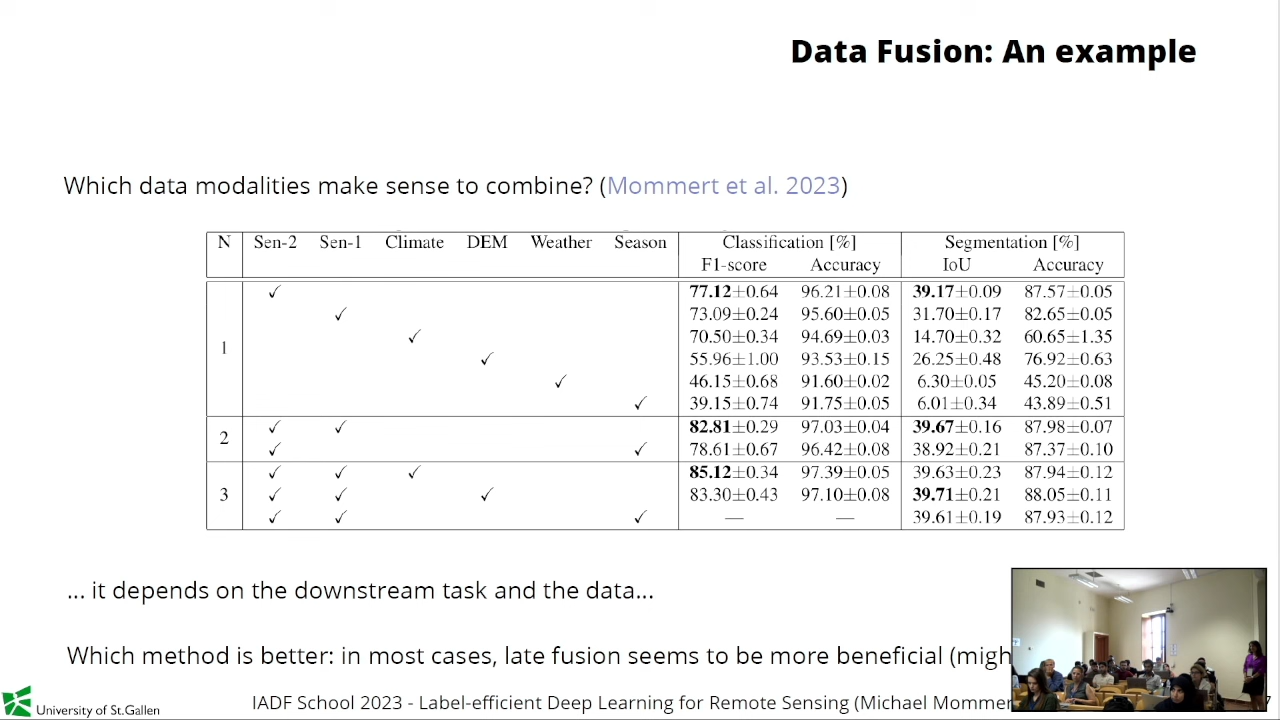 Data Fusion: An example
Which data modalities make sense to combine? (Mommert et al. 2023)
N Sen-2 Sen-1 Climate DEM Weather Season Classification [%] Segmentation [%]
F1-score Accuracy IoU Accuracy
✓ 77.12±0.64 96.21±0.08 39.17±0.09 87.57±0.05
✓ 73.09±0.24 95.60±0.05 31.70±0.17 82.65±0.05
1 ✓ 70.50±0.34 94.69±0.03 14.70±0.32 60.65±1.35
✓ 55.96±1.00 93.53±0.15 26.25±0.48 76.92±0.63
✓ 46.15±0.68 91.60±0.02 6.30±0.05 45.20±0.08
✓ 39.15±0.74 91.75±0.05 6.01±0.34 43.89±0.51
2 ✓ ✓ 82.81±0.29 97.03±0.04 39.67±0.16 87.98±0.07
✓ ✓ 78.61±0.67 96.42±0.08 38.92±0.21 87.37±0.10
✓ ✓ ✓ 85.12±0.34 97.39±0.05 39.63±0.23 87.94±0.12
3 ✓ ✓ ✓ 83.30±0.43 97.10±0.08 39.71±0.21 88.05±0.11
✓ ✓ ✓ — — 39.61±0.19 87.93±0.12
... it depends on the downstream task and the data...
Which method is better: in most cases, late fusion seems to be more beneficial (migh
University of St.Gallen
IADF School 2023 - Label-efficient Deep Learning for Remote Sensing (Michael Mommer
7